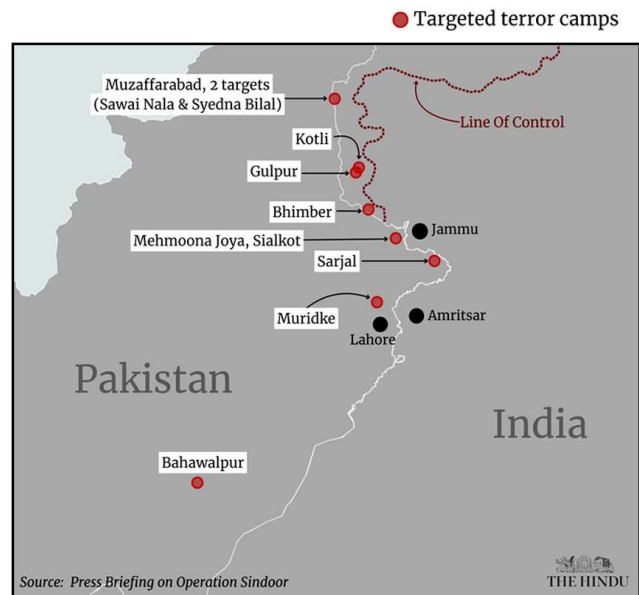 Targeted terror camps
Muzaffarabad, 2 targets
(Sawai Nala & Syedna Bilal)
Line Of Control
Kotli
Gulpur
Bhimber
Jammu
Mehmoona Joya, Sialkot
Sarjal
Muridke
Amritsar
Lahore
Pakistan
India
Bahawalpur
Source: Press Briefing on Operation Sindoor
THE HINDU